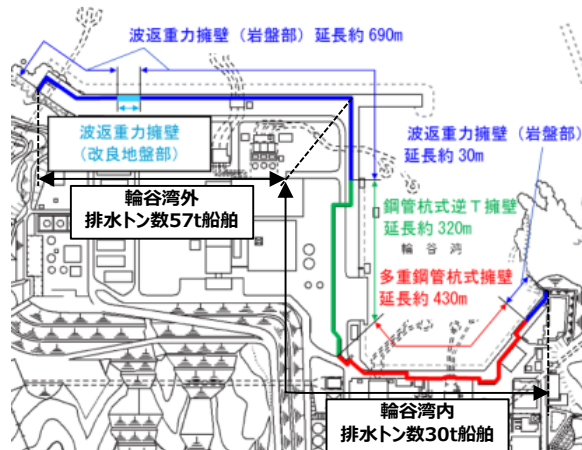 波返重力擁壁（岩盤部）延長約 690m
波返重力擁壁
（改良地盤部）
波返重力擁壁（岩盤部）
延長約 30m
輪谷湾外
排水トン数57t船舶
鋼管杭式逆Ｔ擁壁
延長約 320m
輪谷湾
多重鋼管杭式擁壁
延長約 430m
輪谷湾内
排水トン数30t船舶